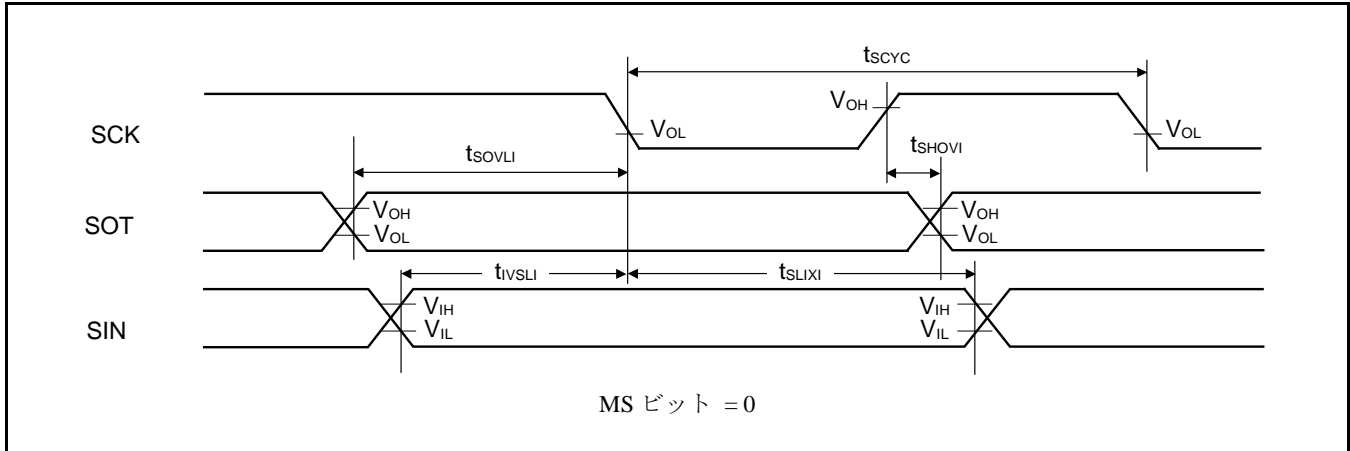 tSCYC
SCK
VOH
VOL
VOL
tSOVLI
tSHOVI
SOT
VOH
VOL
VOH
VOL
tIVSLI
tSLIXI
SIN
VIH
VIL
VIH
VIL
MS ビット = 0